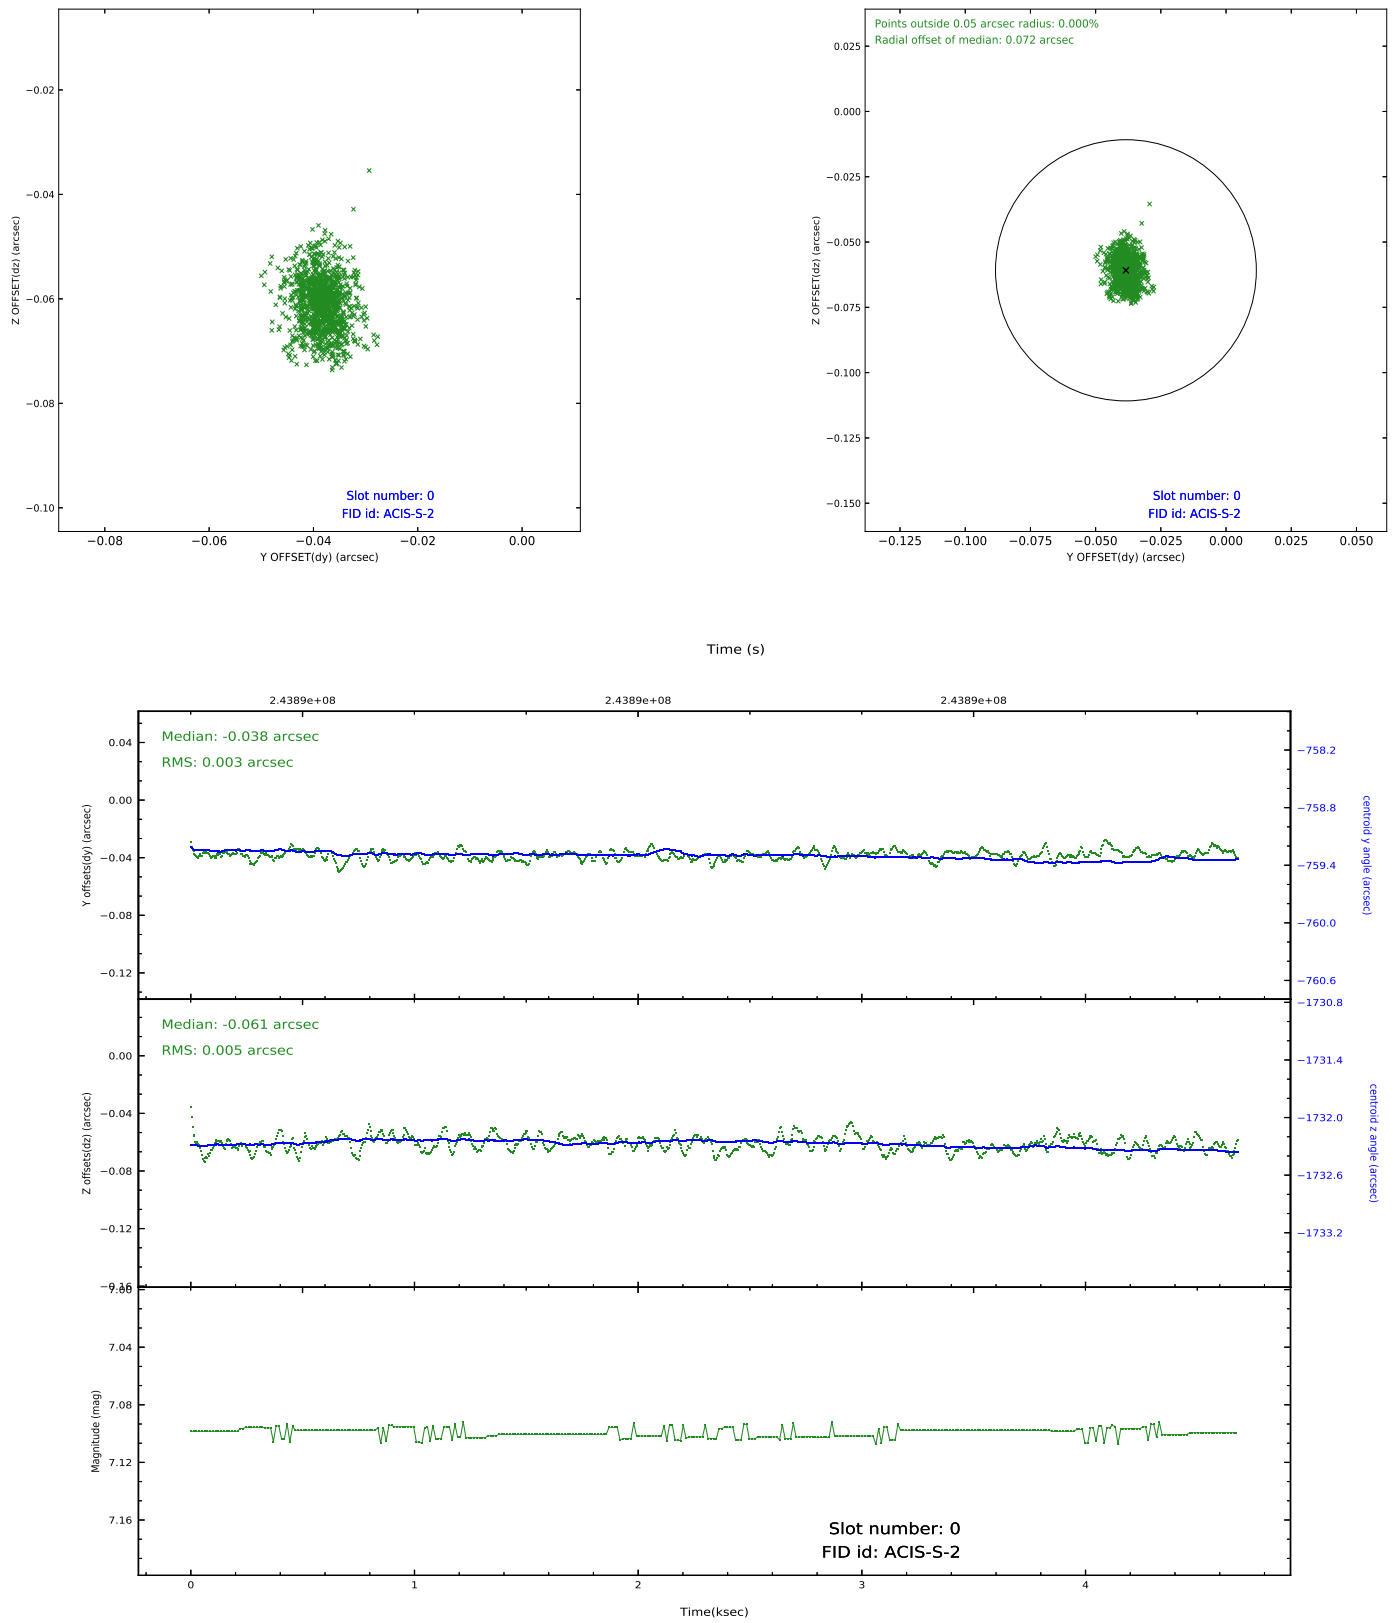 −0.02
−0.04
−0.06
−0.08
−0.10
Z OFFSET(dz) (arcsec)
Slot number: 0
FID id: ACIS-S-2
−0.08 −0.06 −0.04 −0.02 0.00
Y OFFSET(dy) (arcsec)
Points outside 0.05 arcsec radius: 0.000%
Radial offset of median: 0.072 arcsec
0.025
0.000
−0.025
−0.050
−0.075
−0.100
−0.125
−0.150
Z OFFSET(dz) (arcsec)
Slot number: 0
FID id: ACIS-S-2
−0.125 −0.100 −0.075 −0.050 −0.025 0.000 0.025 0.050
Y OFFSET(dy) (arcsec)
Time (s)
2.4389e+08 2.4389e+08 2.4389e+08
Median: -0.038 arcsec
RMS: 0.003 arcsec
0.04
0.00
−0.04
−0.08
−0.12
Y offsets(dy) (arcsec)
−758.2
−758.8
−759.4
−760.0
−760.6
centroid y angle (arcsec)
Median: -0.061 arcsec
RMS: 0.005 arcsec
0.00
−0.04
−0.08
−0.12
−0.16
Z offsets(dz) (arcsec)
−1730.8
−1731.4
−1732.0
−1732.6
−1733.2
centroid z angle (arcsec)
7.00
7.04
7.08
7.12
7.16
Magnitude (mag)
Slot number: 0
FID id: ACIS-S-2
0 1 2 3 4
Time(ksec)